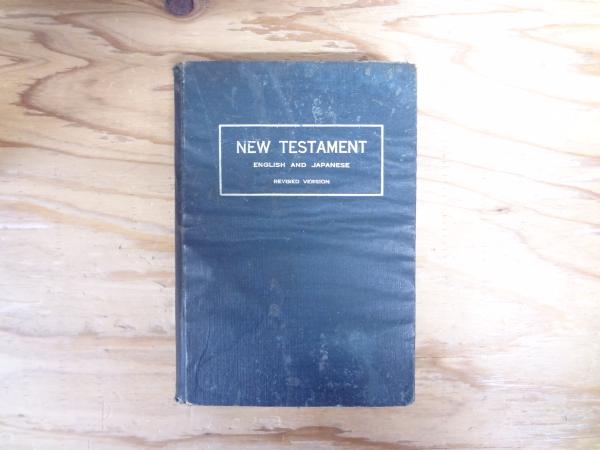 NEW TESTAMENT
ENGLISH AND JAPANESE
REVISED VERSION